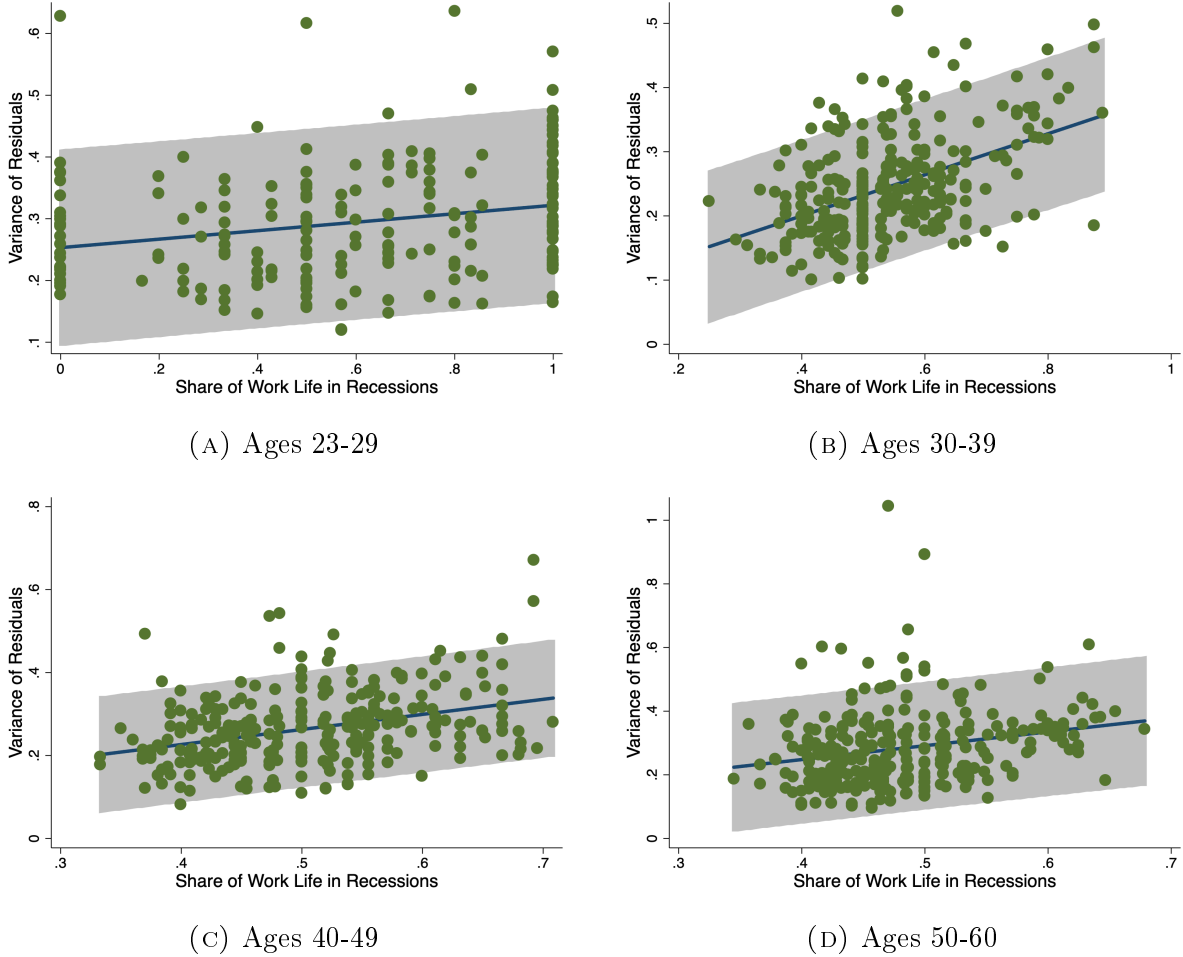 Variance of Residuals
.1 .2 .3 .4 .5 .6
0 .2 .4 .6 .8 1
Share of Work Life in Recessions
(A) Ages 23-29
Variance of Residuals
0 .1 .2 .3 .4 .5
.2 .4 .6 .8 1
Share of Work Life in Recessions
(B) Ages 30-39
Variance of Residuals
0 .2 .4 .6 .8
.3 .4 .5 .6 .7
Share of Work Life in Recessions
(C) Ages 40-49
Variance of Residuals
0 .2 .4 .6 .8 1
.3 .4 .5 .6 .7
Share of Work Life in Recessions
(D) Ages 50-60